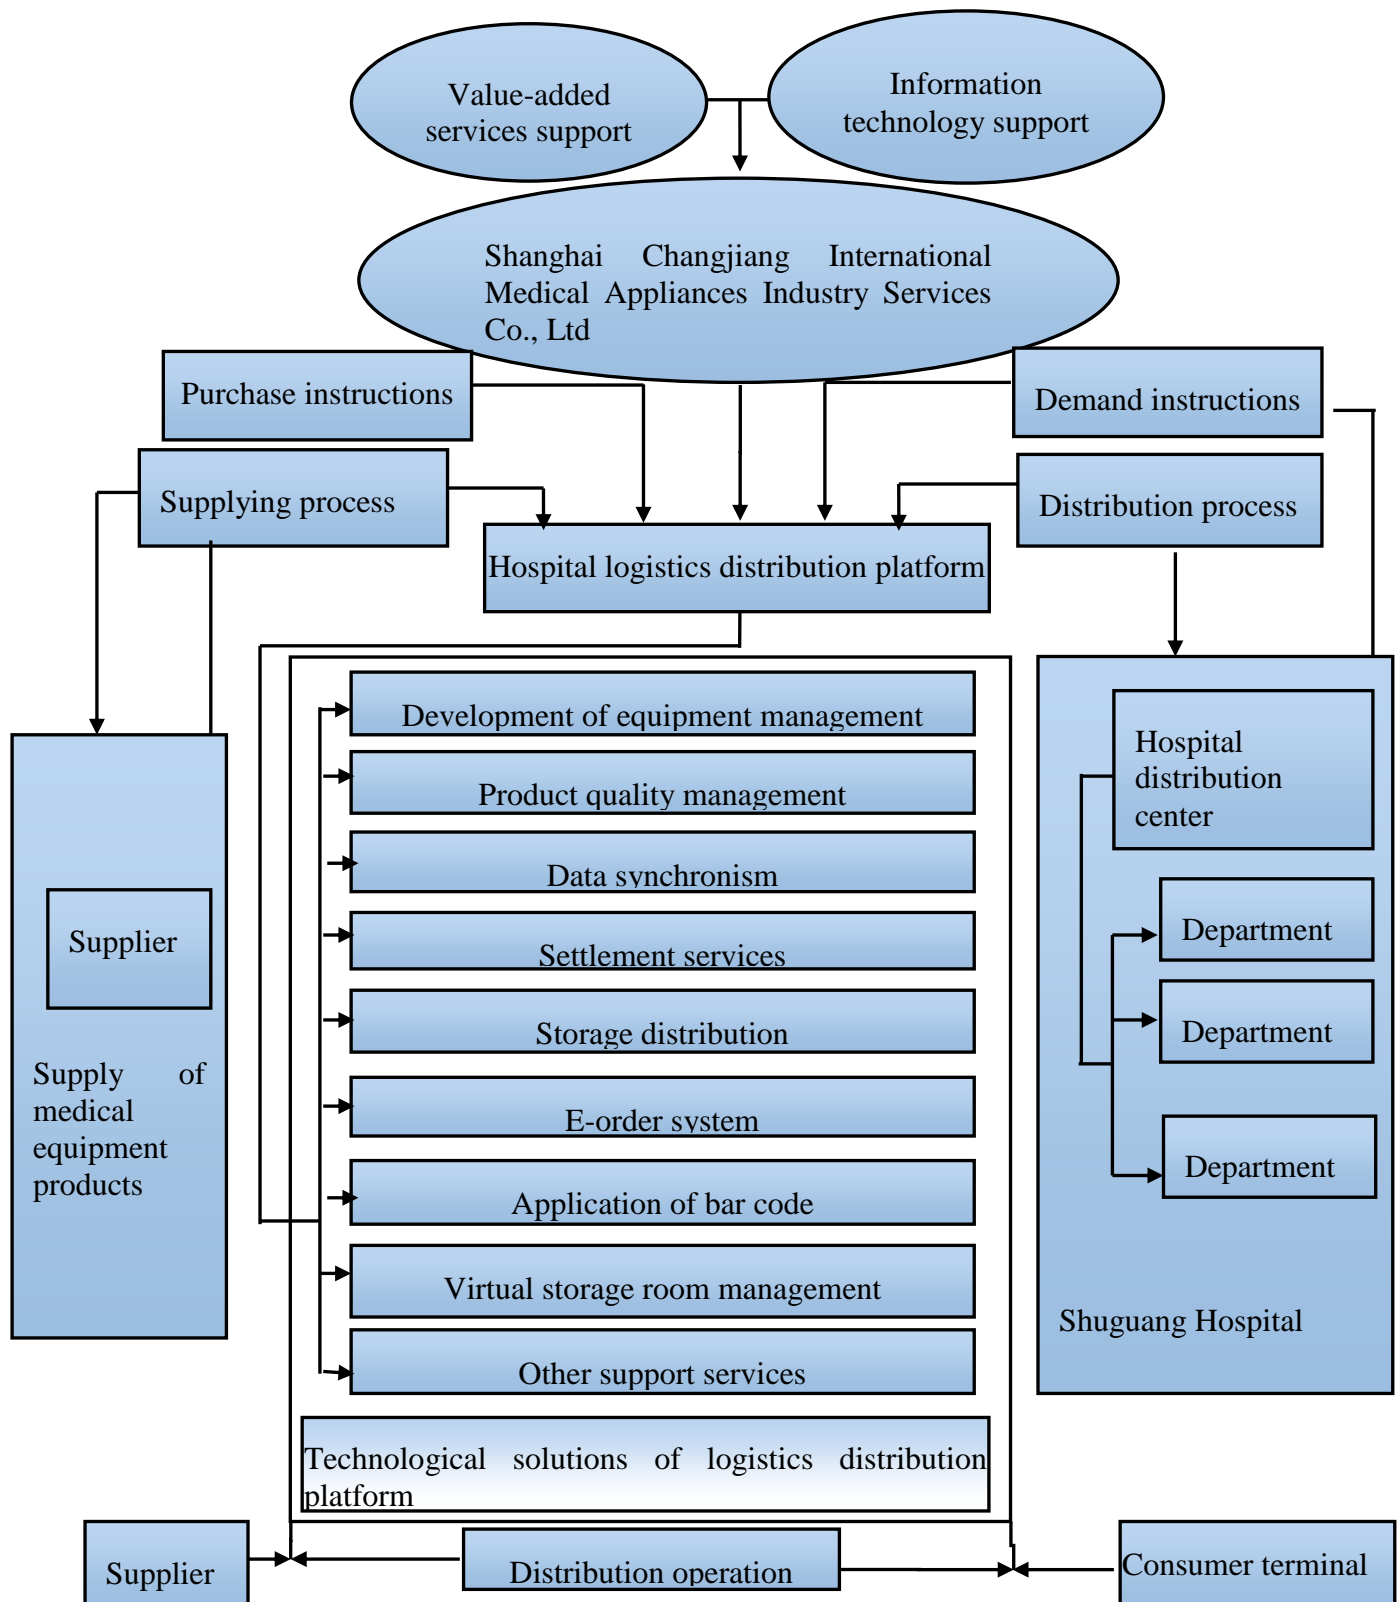 Value-added
services support
Information
technology support
Shanghai Changjiang International
Medical Appliances Industry Services
Co., Ltd
Purchase instructions
Demand instructions
Supplying process
Distribution process
Hospital logistics distribution platform
Development of equipment management
Product quality management
Data synchronism
Settlement services
Storage distribution
E-order system
Application of bar code
Virtual storage room management
Other support services
Technological solutions of logistics distribution
platform
Supplier
Supply of
medical
equipment
products
Hospital
distribution
center
Department
Department
Department
Shuguang Hospital
Supplier
Distribution operation
Consumer terminal